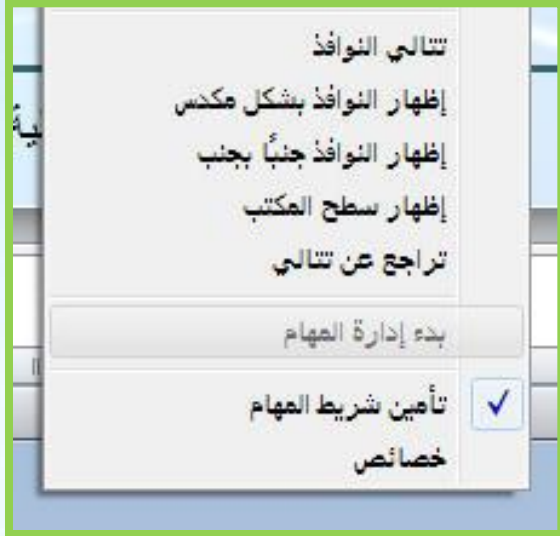 تتالي النوافذ
إظهار النوافذ بشكل مكدس
إظهار النوافذ جنبًا بجنب
إظهار سطح المكتب
تراجع عن تتالي
بدء إدارة المهام
تأمين شريط المهام
خصائص